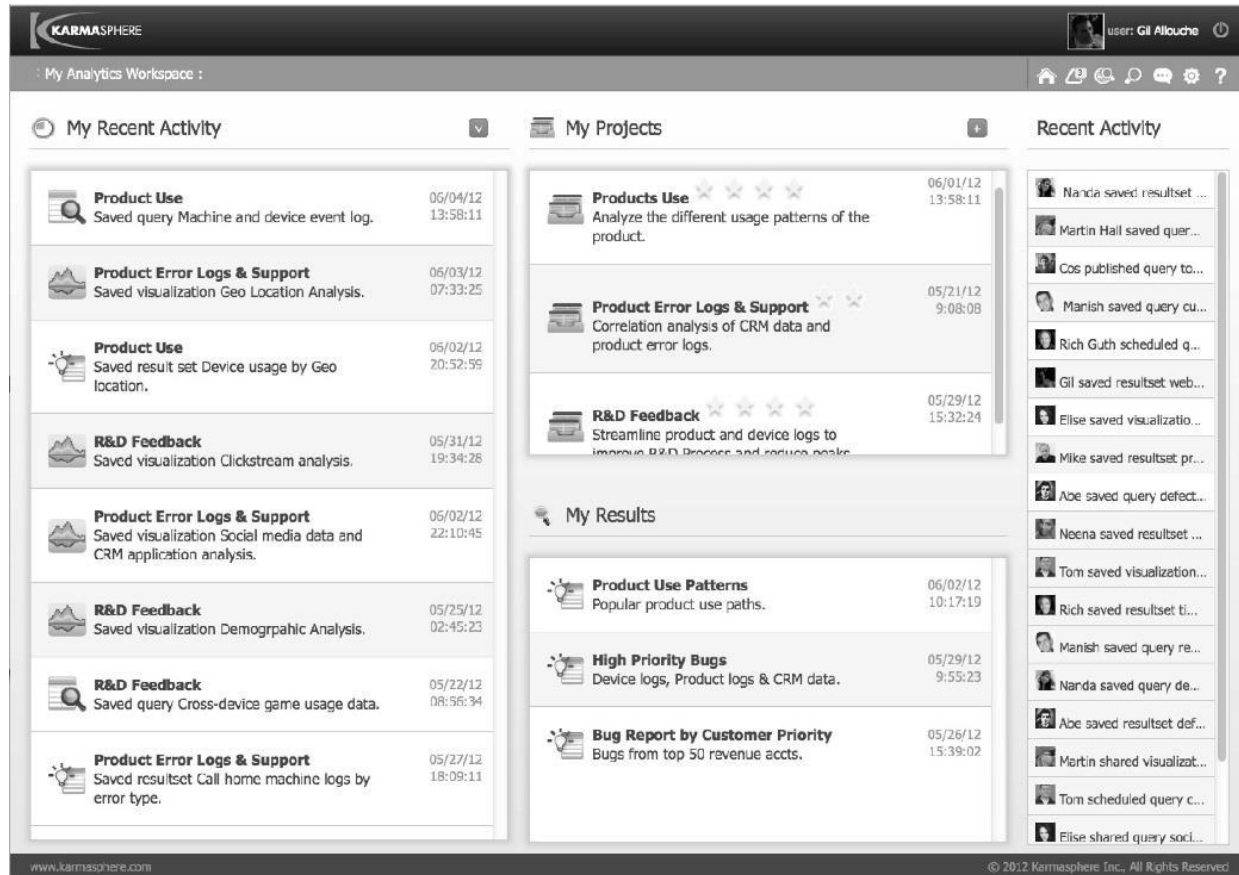 KARMASPHERE
user: Gil Allouche
: My Analytics Workspace :
?
My Recent Activity
Product Use
06/04/12
Saved query Machine and device event log.
13:58:11
Product Error Logs & Support
06/03/12
Saved visualization Geo Location Analysis.
07:33:25
Product Use
06/02/12
Saved result set Device usage by Geo
20:52:59
location.
R&D Feedback
05/31/12
Saved visualization Clickstream analysis.
19:34:28
Product Error Logs & Support
06/02/12
Saved visualization Social media data and
22:10:45
CRM application analysis.
R&D Feedback
05/25/12
Saved visualization Demogrpahic Analysis.
02:45:23
R&D Feedback
05/22/12
Saved query Cross-device game usage data.
08:56:34
Product Error Logs & Support
05/27/12
Saved resultset Call home machine logs by
18:09:11
error type.
My Projects
+
Products Use
06/01/12
13:58:11
Analyze the different usage patterns of the
product.
Product Error Logs & Support
05/21/12
9:08:08
Correlation analysis of CRM data and
product error logs.
R&D Feedback
05/29/12
15:32:24
Streamline product and device logs to
improve R&D Process and reduce peaks
My Results
Product Use Patterns
06/02/12
Popular product use paths.
10:17:19
High Priority Bugs
05/29/12
Device logs, Product logs & CRM data.
9:55:23
Bug Report by Customer Priority
05/26/12
Bugs from top 50 revenue accts.
15:39:02
Recent Activity
Nanda saved resultset ...
Martin Hall saved quer...
Cos published query to...
Manish saved query cu...
Rich Guth scheduled q...
Gil saved resultset web...
Elise saved visualizatio...
Mike saved resultset pr...
Abe saved query defect...
Neena saved resultset ...
Tom saved visualization...
Rich saved resultset ti...
Manish saved query re...
Nanda saved query de...
Abe saved resultset def...
Martin shared visualizat...
Tom scheduled query c...
Elise shared query soci...
www.karmasphere.com
© 2012 Karmasphere Inc., All Rights Reserved